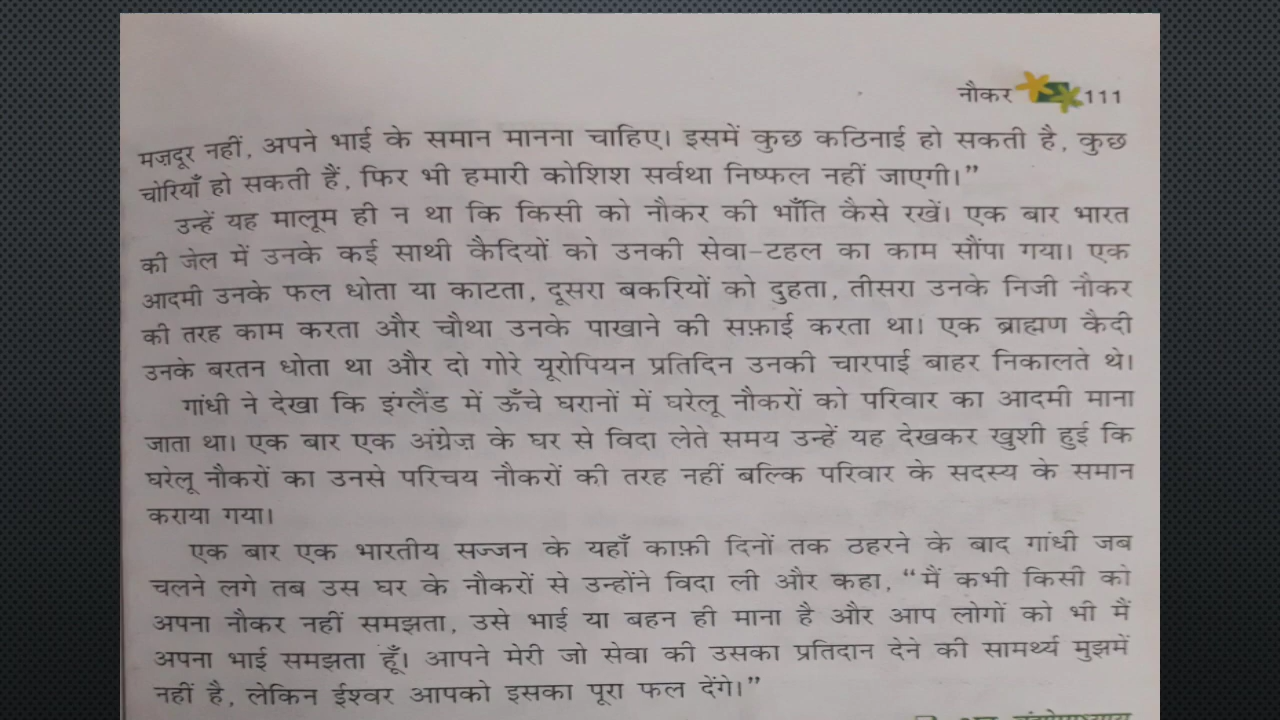 नौकर 111
मज़दूर नहीं, अपने भाई के समान मानना चाहिए। इसमें कुछ कठिनाई हो सकती है, कुछ
चोरियाँ हो सकती हैं, फिर भी हमारी कोशिश सर्वथा निष्फल नहीं जाएगी।”
उन्हें यह मालूम ही न था कि किसी को नौकर की भाँति कैसे रखें। एक बार भारत
की जेल में उनके कई साथी कैदियों को उनकी सेवा-टहल का काम सौंपा गया। एक
आदमी उनके फल धोता या काटता, दूसरा बकरियों को दुहता, तीसरा उनके निजी नौकर
की तरह काम करता और चौथा उनके पाखाने की सफ़ाई करता था। एक ब्राह्मण कैदी
उनके बरतन धोता था और दो गोरे यूरोपियन प्रतिदिन उनकी चारपाई बाहर निकालते थे।
गांधी ने देखा कि इंग्लैंड में ऊँचे घरानों में घरेलू नौकरों को परिवार का आदमी माना
जाता था। एक बार एक अंग्रेज़ के घर से विदा लेते समय उन्हें यह देखकर खुशी हुई कि
घरेलू नौकरों का उनसे परिचय नौकरों की तरह नहीं बल्कि परिवार के सदस्य के समान
कराया गया।
एक बार एक भारतीय सज्जन के यहाँ काफ़ी दिनों तक ठहरने के बाद गांधी जब
चलने लगे तब उस घर के नौकरों से उन्होंने विदा ली और कहा, “मैं कभी किसी को
अपना नौकर नहीं समझता, उसे भाई या बहन ही माना है और आप लोगों को भी मैं
अपना भाई समझता हूँ। आपने मेरी जो सेवा की उसका प्रतिदान देने की सामर्थ्य मुझमें
नहीं है, लेकिन ईश्वर आपको इसका पूरा फल देंगे।”